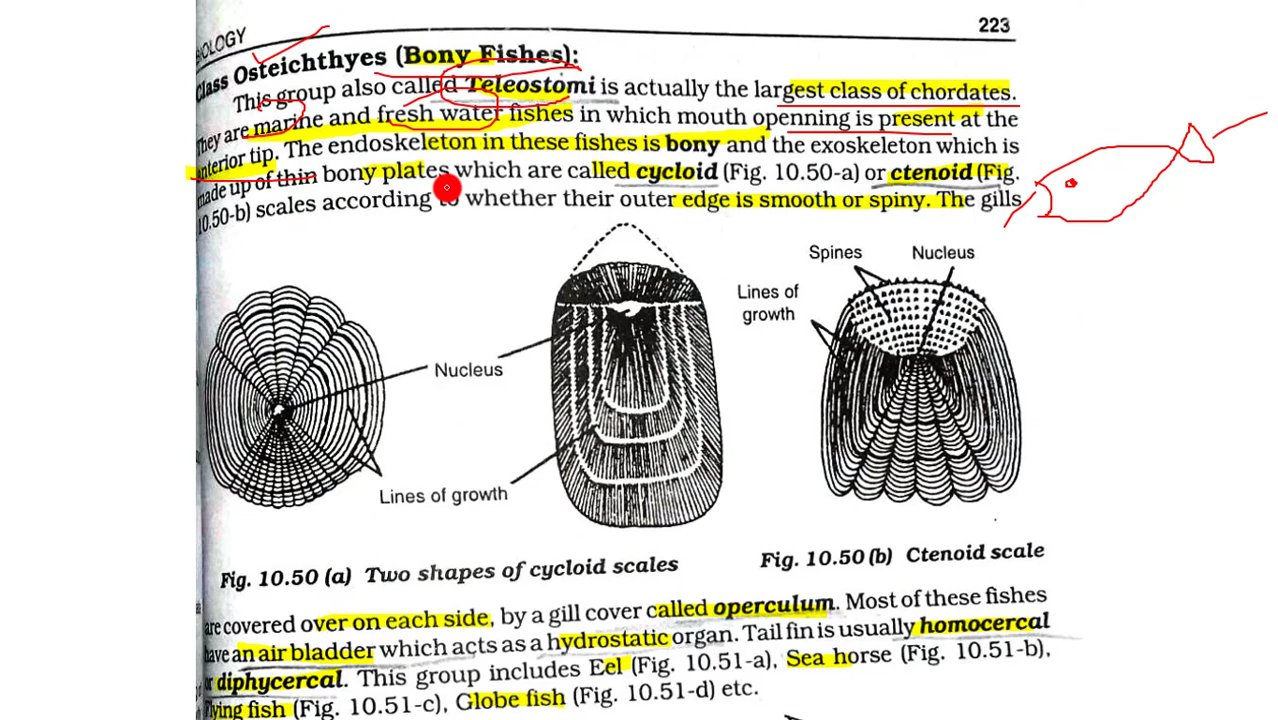 223
BIOLOGY
Class Osteichthyes (Bony Fishes):
This group also called Teleostomi is actually the largest class of chordates.
They are marine and fresh water fishes in which mouth openning is present at the
anterior tip. The endoskeleton in these fishes is bony and the exoskeleton which is
made up of thin bony plates which are called cycloid (Fig. 10.50-a) or ctenoid (Fig.
10.50-b) scales according to whether their outer edge is smooth or spiny. The gills
Spines Nucleus
Lines of
growth
Nucleus
Lines of growth
Fig. 10.50 (a) Two shapes of cycloid scales
Fig. 10.50 (b) Ctenoid scale
are covered over on each side, by a gill cover called operculum. Most of these fishes
have an air bladder which acts as a hydrostatic organ. Tail fin is usually homocercal
or diphycercal. This group includes Eel (Fig. 10.51-a), Sea horse (Fig. 10.51-b),
Flying fish (Fig. 10.51-c), Globe fish (Fig. 10.51-d) etc.